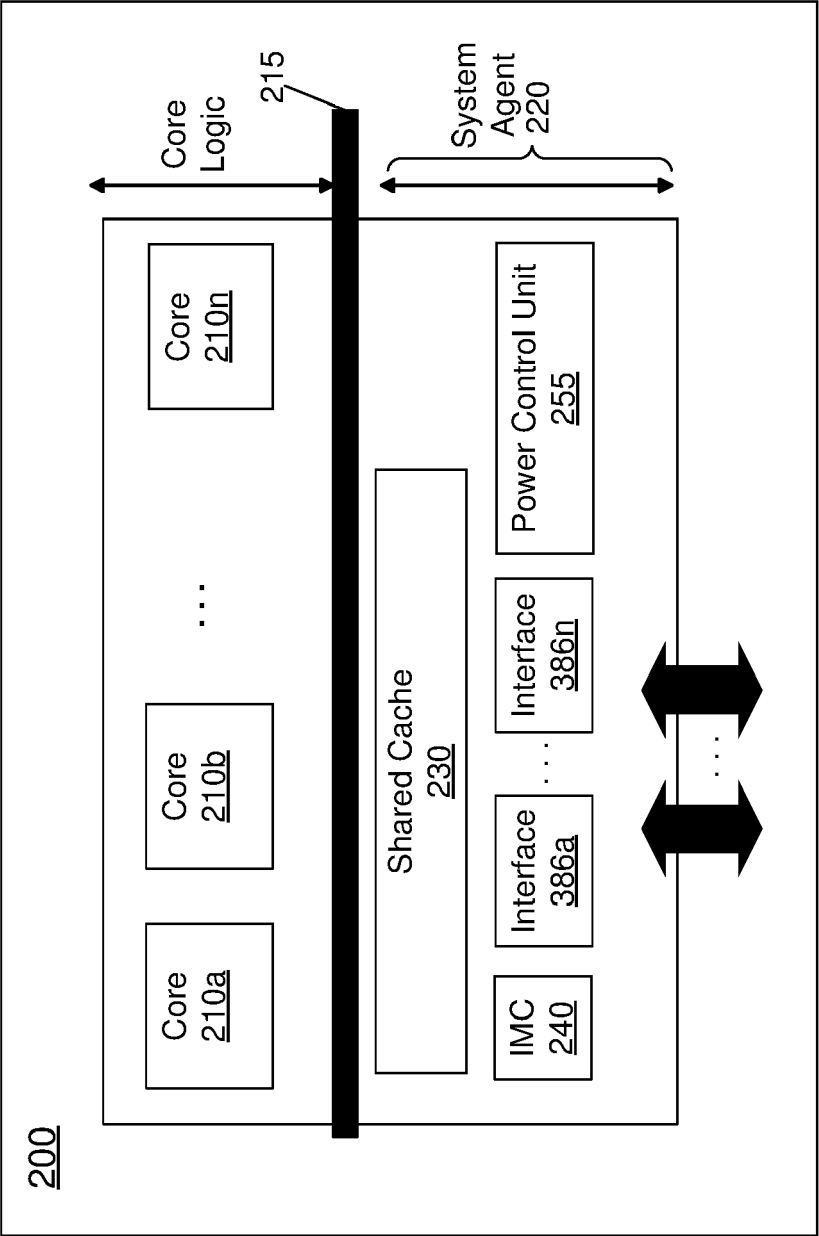 200
Core
210a
Core
210b
. . .
Core
210n
Core
Logic
215
Shared Cache
230
System
Agent
220
IMC
240
Interface
386a
. . .
Interface
386n
Power Control Unit
255
. . .